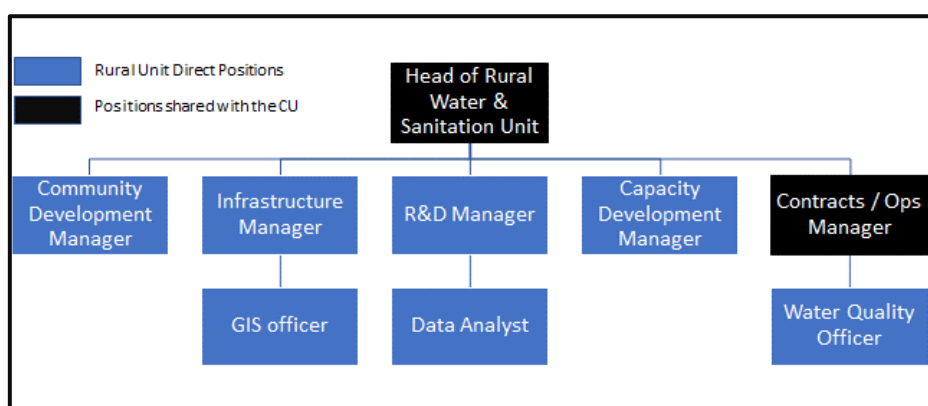 Rural Unit Direct Positions
Positions shared with the CU
Head of Rural
Water &
Sanitation Unit
Community
Development
Manager
Infrastructure
Manager
R&D Manager
Capacity
Development
Manager
Contracts / Ops
Manager
GIS officer
Data Analyst
Water Quality
Officer